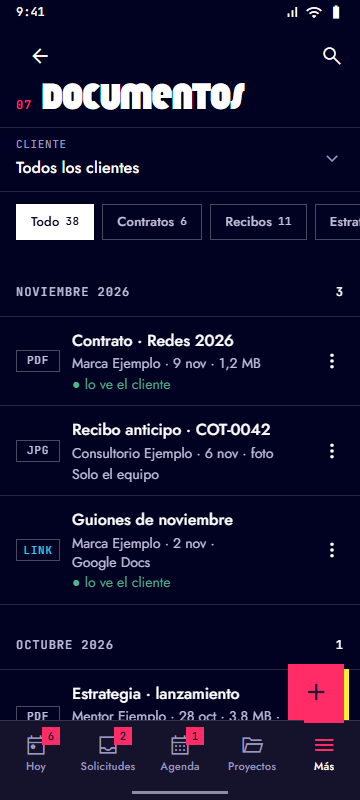 9:41
07 Documentos
CLIENTE
Todos los clientes
Todo 38 Contratos 6 Recibos 11 Estrat
NOVIEMBRE 2026 3
PDF
Contrato · Redes 2026
Marca Ejemplo · 9 nov · 1,2 MB
● lo ve el cliente
JPG
Recibo anticipo · COT-0042
Consultorio Ejemplo · 6 nov · foto
Solo el equipo
LINK
Guiones de noviembre
Marca Ejemplo · 2 nov ·
Google Docs
● lo ve el cliente
OCTUBRE 2026 1
PDF
Estrategia · lanzamiento
Mentor Ejemplo · 28 oct · 3,8 MB ·
+
6 2 1
Hoy Solicitudes Agenda Proyectos Más